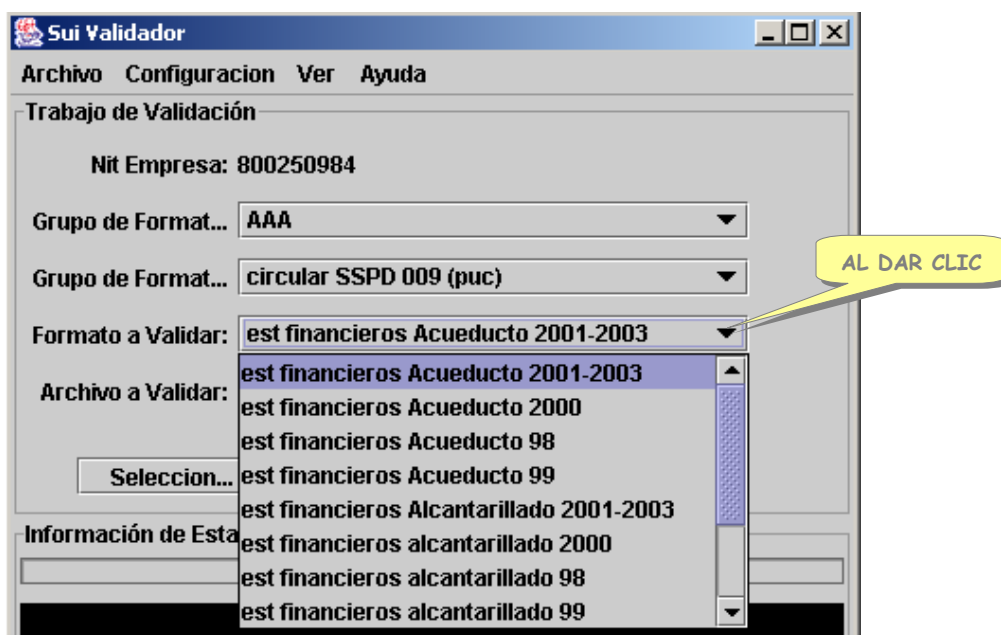 Sui Validador
Archivo Configuracion Ver Ayuda
Trabajo de Validación
Nit Empresa: 800250984
Grupo de Format... AAA
Grupo de Format... circular SSPD 009 (puc)
AL DAR CLIC
Formato a Validar: est financieros Acueducto 2001-2003
est financieros Acueducto 2001-2003
Archivo a Validar:
est financieros Acueducto 2000
est financieros Acueducto 98
Seleccion...
est financieros Acueducto 99
est financieros Alcantarillado 2001-2003
Información de Esta
est financieros alcantarillado 2000
est financieros alcantarillado 98
est financieros alcantarillado 99